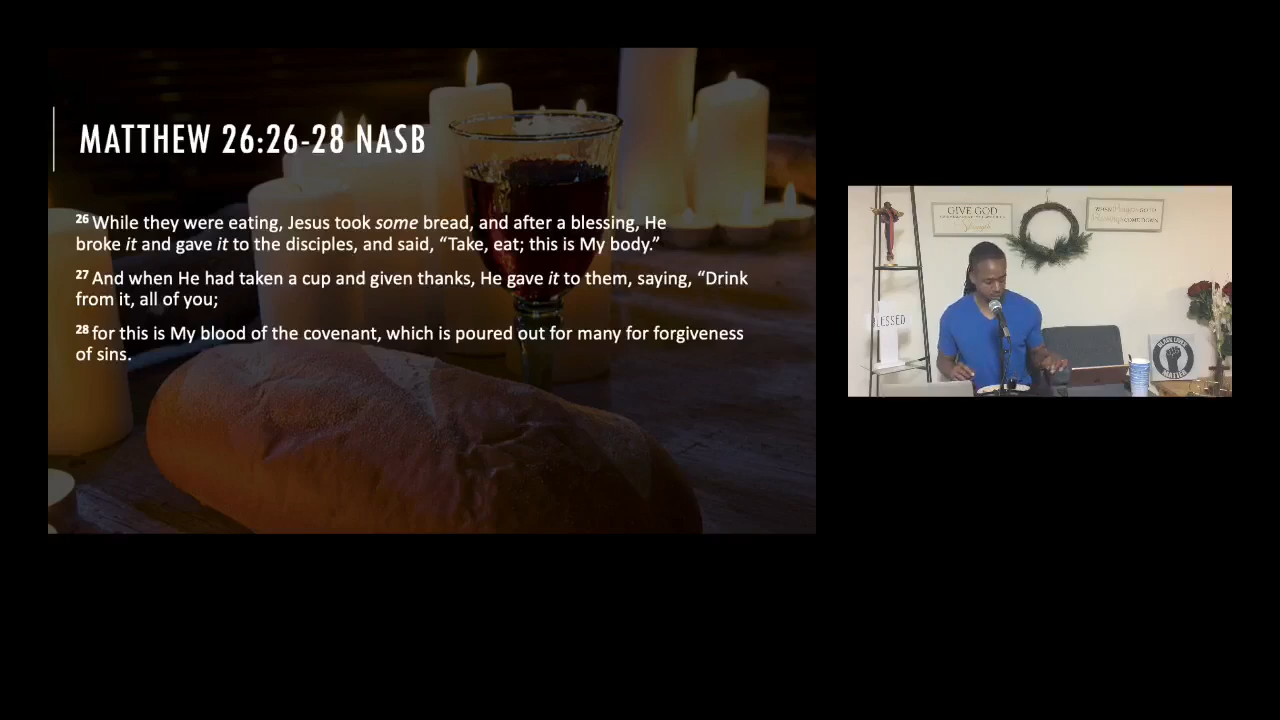 MATTHEW 26:26-28 NASB
26 While they were eating, Jesus took some bread, and after a blessing, He
broke it and gave it to the disciples, and said, “Take, eat; this is My body.”
27 And when He had taken a cup and given thanks, He gave it to them, saying, “Drink
from it, all of you;
28 for this is My blood of the covenant, which is poured out for many for forgiveness
of sins.
GIVE GOD
BLESSED
BLACK LIVES
MATTER